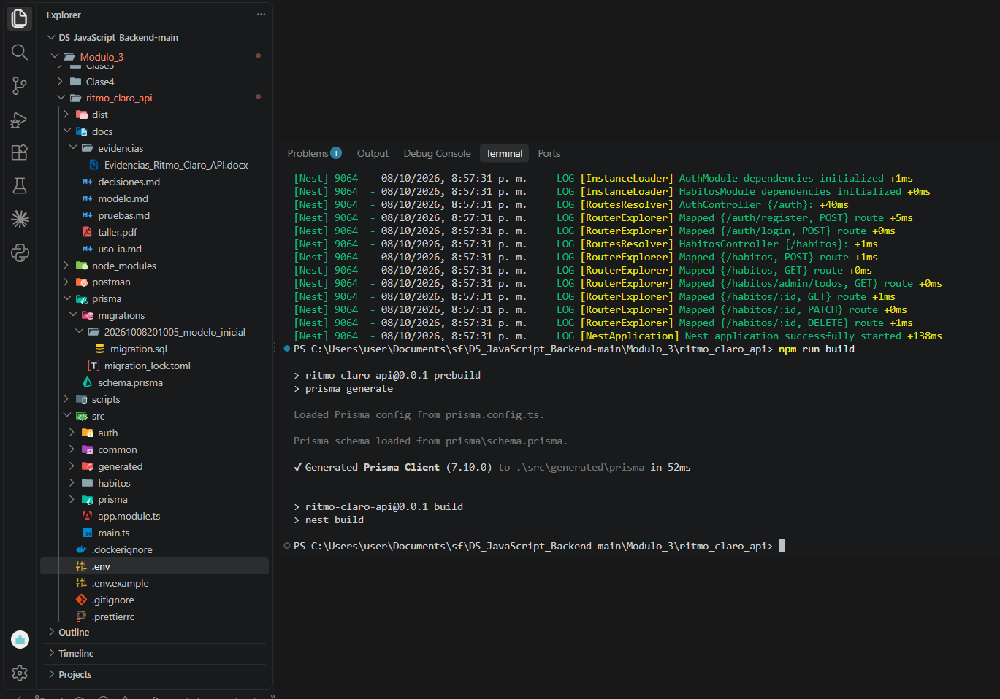 Explorer
DS_JavaScript_Backend-main
Modulo_3
Clase3
Clase4
ritmo_claro_api
dist
docs
evidencias
Evidencias_Ritmo_Claro_API.docx
decisiones.md
modelo.md
pruebas.md
taller.pdf
uso-ia.md
node_modules
postman
prisma
migrations
20261008201005_modelo_inicial
migration.sql
migration_lock.toml
schema.prisma
scripts
src
auth
common
generated
habitos
prisma
app.module.ts
main.ts
.dockerignore
.env
.env.example
.gitignore
.prettierrc
Outline
Timeline
Projects
Problems 1 Output Debug Console Terminal Ports
[Nest] 9064  - 08/10/2026, 8:57:31 p. m.     LOG [InstanceLoader] AuthModule dependencies initialized +1ms
[Nest] 9064  - 08/10/2026, 8:57:31 p. m.     LOG [InstanceLoader] HabitosModule dependencies initialized +0ms
[Nest] 9064  - 08/10/2026, 8:57:31 p. m.     LOG [RoutesResolver] AuthController {/auth}: +40ms
[Nest] 9064  - 08/10/2026, 8:57:31 p. m.     LOG [RouterExplorer] Mapped {/auth/register, POST} route +5ms
[Nest] 9064  - 08/10/2026, 8:57:31 p. m.     LOG [RouterExplorer] Mapped {/auth/login, POST} route +0ms
[Nest] 9064  - 08/10/2026, 8:57:31 p. m.     LOG [RoutesResolver] HabitosController {/habitos}: +1ms
[Nest] 9064  - 08/10/2026, 8:57:31 p. m.     LOG [RouterExplorer] Mapped {/habitos, POST} route +1ms
[Nest] 9064  - 08/10/2026, 8:57:31 p. m.     LOG [RouterExplorer] Mapped {/habitos, GET} route +0ms
[Nest] 9064  - 08/10/2026, 8:57:31 p. m.     LOG [RouterExplorer] Mapped {/habitos/admin/todos, GET} route +0ms
[Nest] 9064  - 08/10/2026, 8:57:31 p. m.     LOG [RouterExplorer] Mapped {/habitos/:id, GET} route +1ms
[Nest] 9064  - 08/10/2026, 8:57:31 p. m.     LOG [RouterExplorer] Mapped {/habitos/:id, PATCH} route +0ms
[Nest] 9064  - 08/10/2026, 8:57:31 p. m.     LOG [RouterExplorer] Mapped {/habitos/:id, DELETE} route +1ms
[Nest] 9064  - 08/10/2026, 8:57:31 p. m.     LOG [NestApplication] Nest application successfully started +138ms
PS C:\Users\user\Documents\sf\DS_JavaScript_Backend-main\Modulo_3\ritmo_claro_api> npm run build
> ritmo-claro-api@0.0.1 prebuild
> prisma generate
Loaded Prisma config from prisma.config.ts.
Prisma schema loaded from prisma\schema.prisma.
✔ Generated Prisma Client (7.10.0) to .\src\generated\prisma in 52ms
> ritmo-claro-api@0.0.1 build
> nest build
PS C:\Users\user\Documents\sf\DS_JavaScript_Backend-main\Modulo_3\ritmo_claro_api>